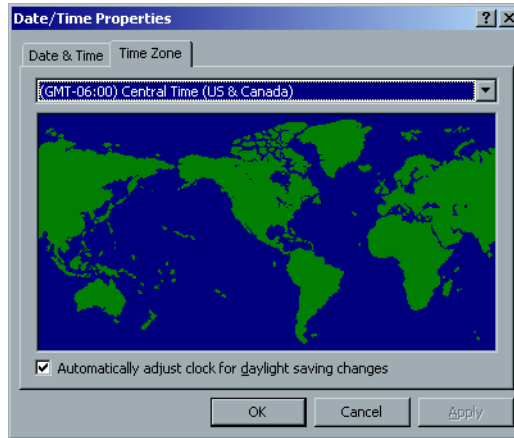 Date/Time Properties
Date & Time Time Zone
(GMT-06:00) Central Time (US & Canada)
Automatically adjust clock for daylight saving changes
OK Cancel Apply